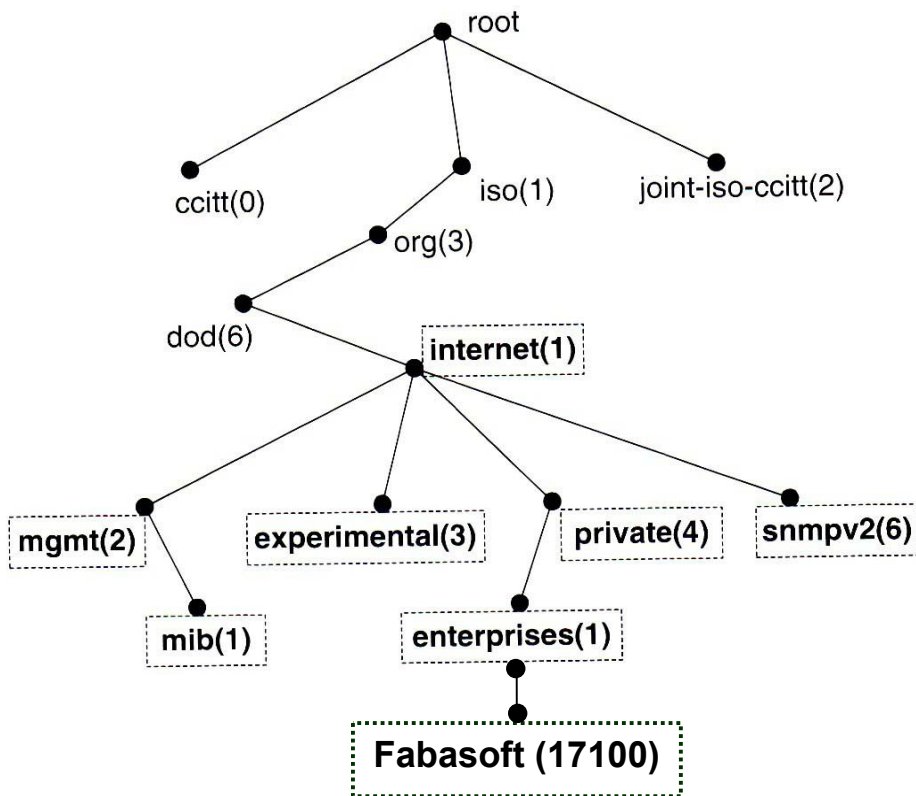 root
ccitt(0)
iso(1)
joint-iso-ccitt(2)
org(3)
dod(6)
internet(1)
mgmt(2)
experimental(3)
private(4)
snmpv2(6)
mib(1)
enterprises(1)
Fabasoft (17100)